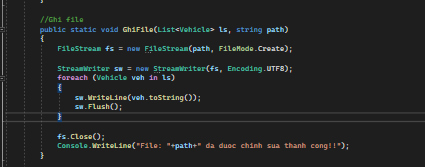 //Ghi file
public static void GhiFile(List<Vehicle> ls, string path)
{
FileStream fs = new FileStream(path, FileMode.Create);
StreamWriter sw = new StreamWriter(fs, Encoding.UTF8);
foreach (Vehicle veh in ls)
{
sw.WriteLine(veh.toString());
sw.Flush();
}
fs.Close();
Console.WriteLine("File: "+path+" da duoc chinh sua thanh cong!!");
}